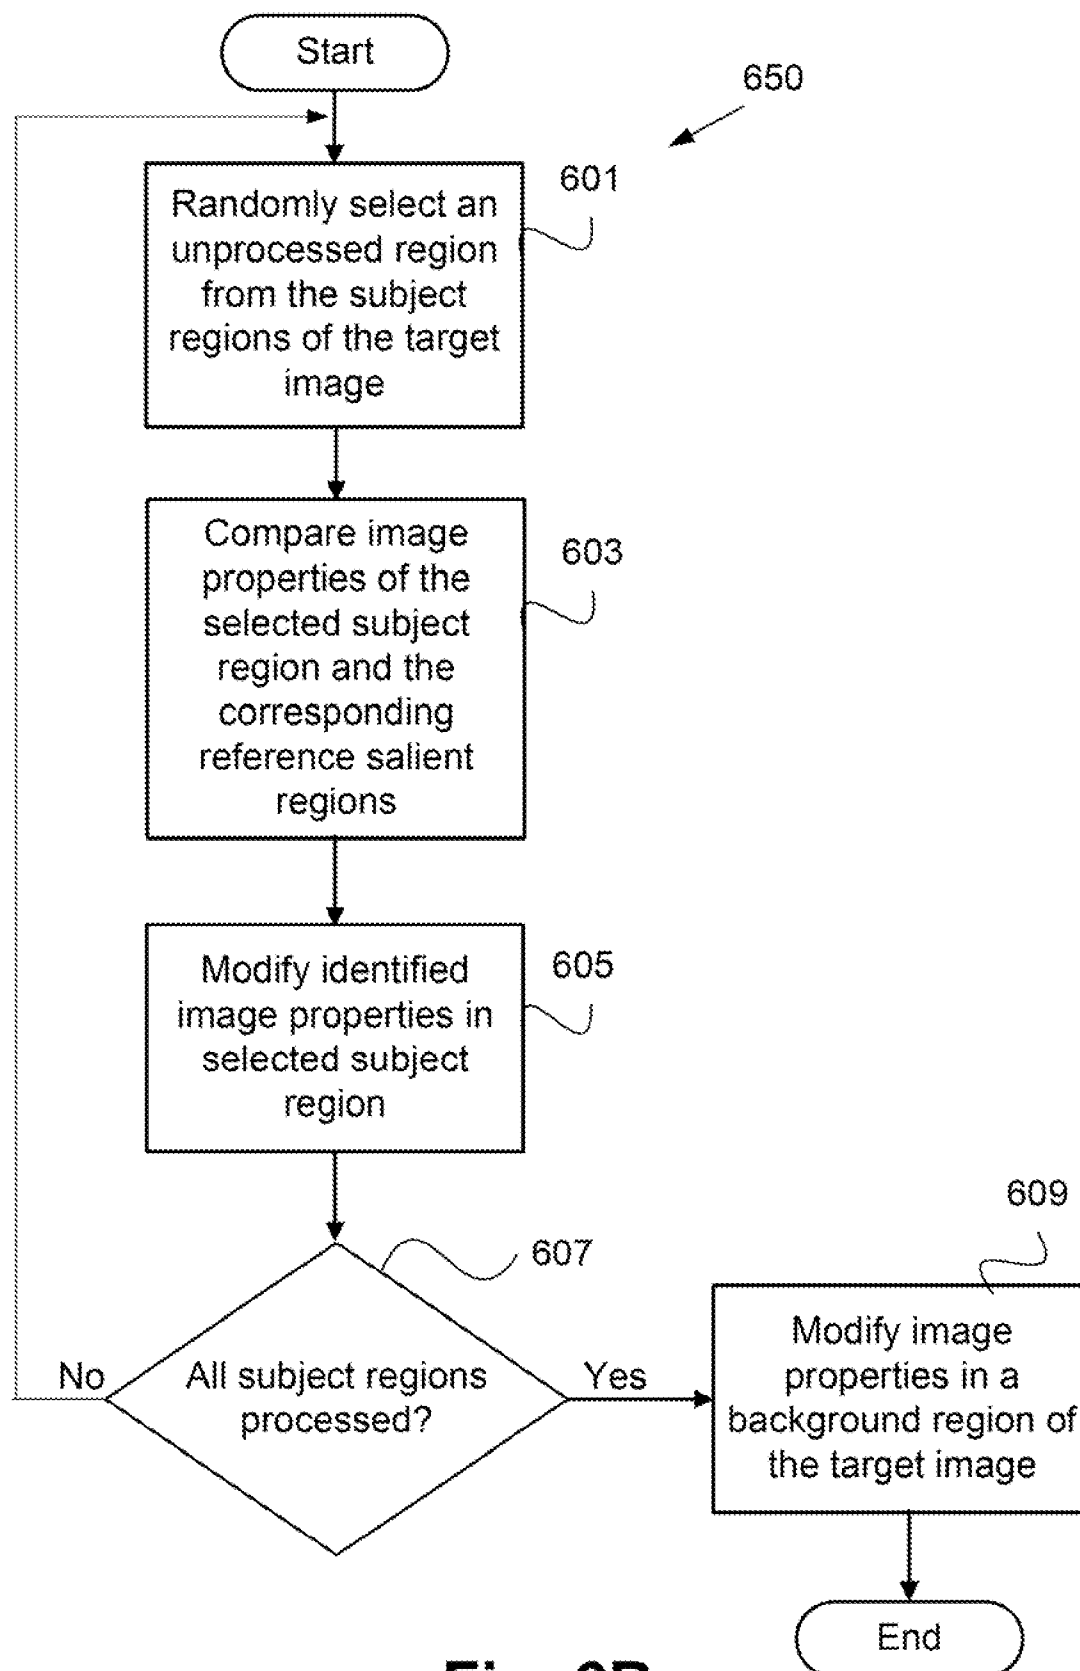 Start
650
601
Randomly select an
unprocessed region
from the subject
regions of the target
image
603
Compare image
properties of the
selected subject
region and the
corresponding
reference salient
regions
605
Modify identified
image properties in
selected subject
region
607
All subject regions
processed?
No
Yes
609
Modify image
properties in a
background region of
the target image
End